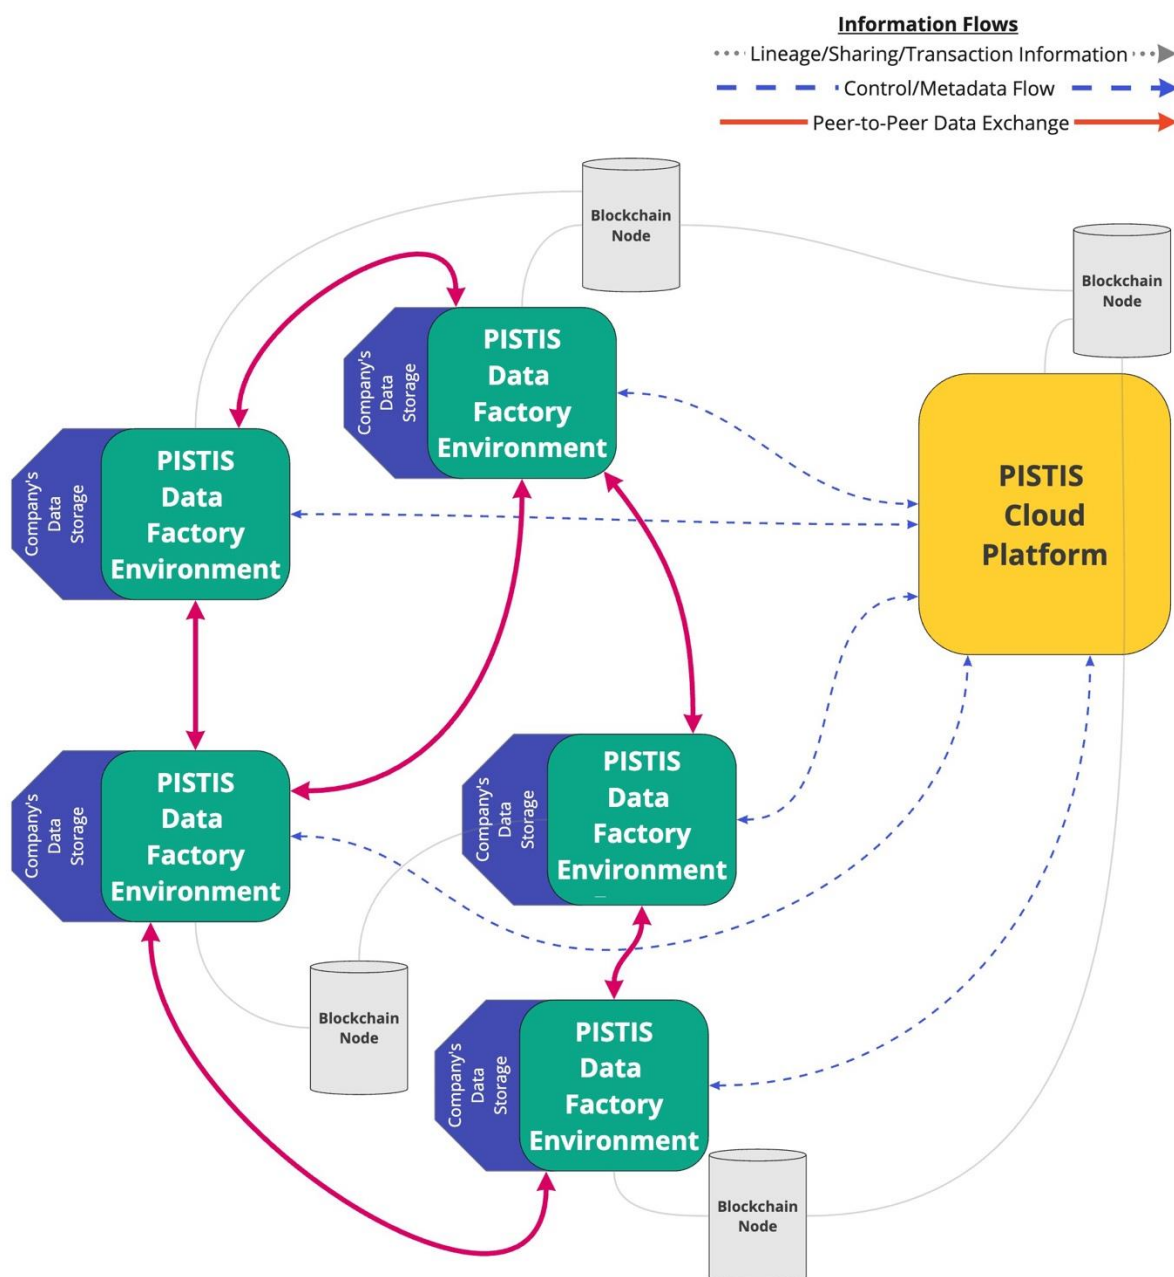 Information Flows
Lineage/Sharing/Transaction Information
Control/Metadata Flow
Peer-to-Peer Data Exchange
Blockchain
Node
Blockchain
Node
Company's
Data
Storage
PISTIS
Data
Factory
Environment
Company's
Data
Storage
PISTIS
Data
Factory
Environment
PISTIS
Cloud
Platform
Company's
Data
Storage
PISTIS
Data
Factory
Environment
Company's
Data
Storage
PISTIS
Data
Factory
Environment
Blockchain
Node
Company's
Data
Storage
PISTIS
Data
Factory
Environment
Blockchain
Node